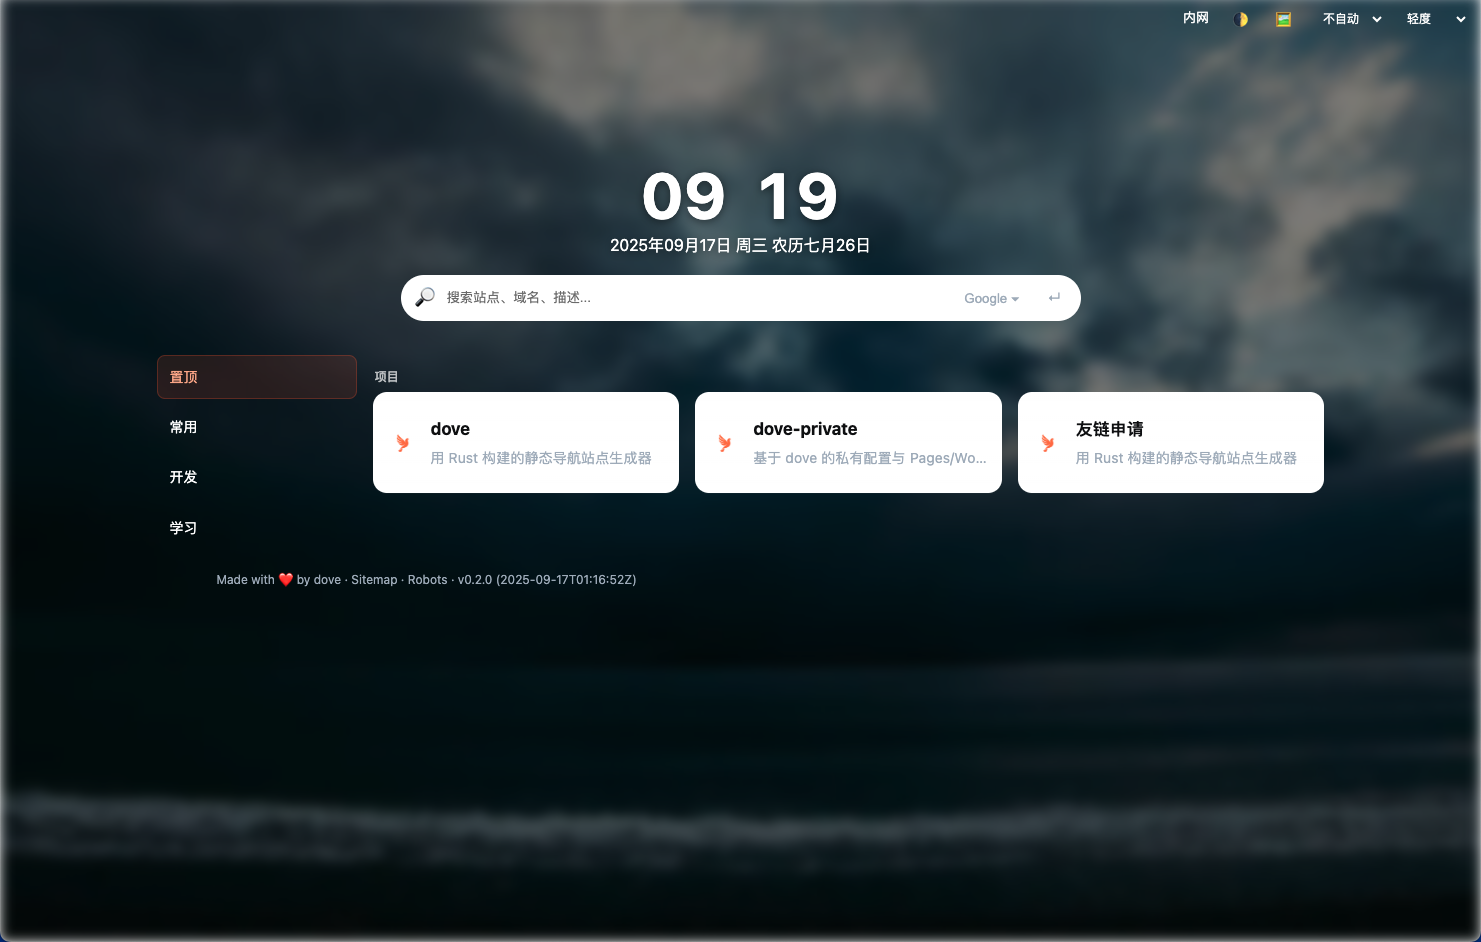 内网 不自动 轻度
09 19
2025年09月17日 周三 农历七月26日
搜索站点、域名、描述... Google
置顶
常用
开发
学习
项目
dove
用 Rust 构建的静态导航站点生成器
dove-private
基于 dove 的私有配置与 Pages/Wo...
友链申请
用 Rust 构建的静态导航站点生成器
Made with ❤️ by dove · Sitemap · Robots · v0.2.0 (2025-09-17T01:16:52Z)